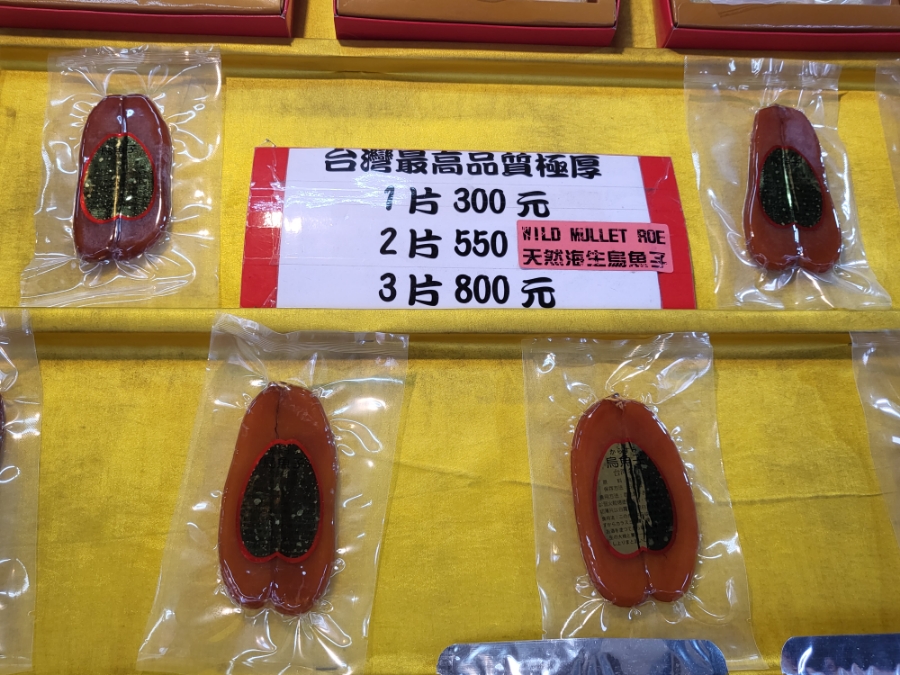 台灣最高品質極厚
1片 300 元
2片 550
WILD MULLET ROE
天然海生烏魚子
3片 800 元